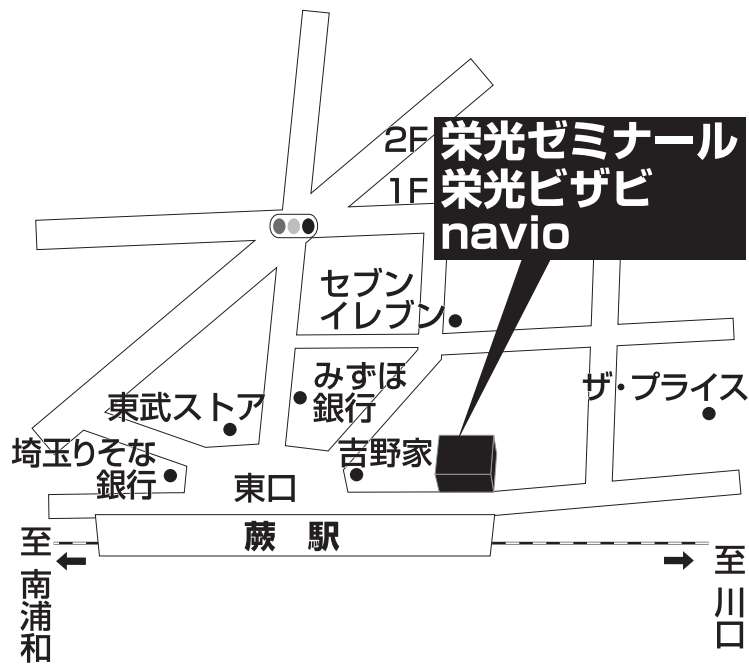 2F 栄光ゼミナール
1F 栄光ビザビ
navio
セブン
イレブン
みずほ
銀行
ザ・プライス
東武ストア
埼玉りそな
銀行
吉野家
東口
蕨 駅
至 南浦和
至 川口